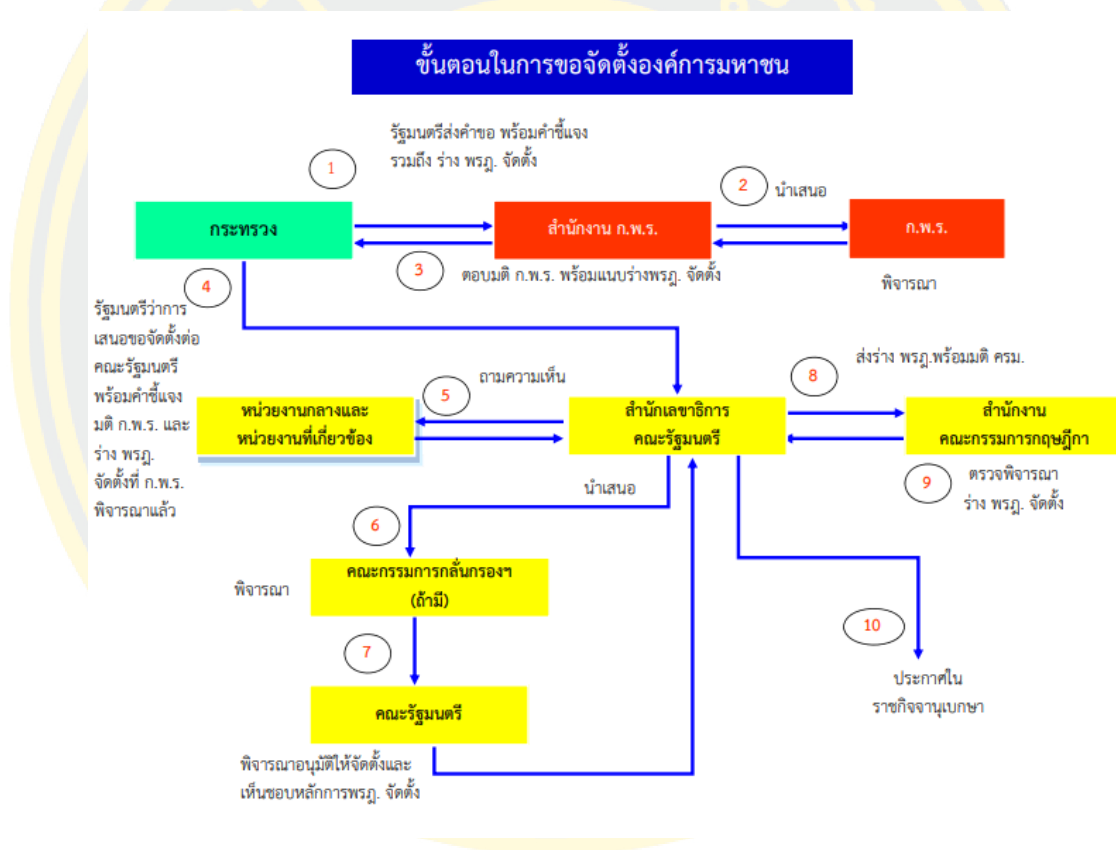 ขั้นตอนในการขอจัดตั้งองค์การมหาชน
รัฐมนตรีส่งคำขอ พร้อมคำชี้แจง
รวมถึง ร่าง พรฎ. จัดตั้ง
1
2
นำเสนอ
กระทรวง
สำนักงาน ก.พ.ร.
ก.พ.ร.
3
ตอบมติ ก.พ.ร. พร้อมแนบร่างพรฎ. จัดตั้ง
พิจารณา
4
รัฐมนตรีว่าการ
เสนอขอจัดตั้งต่อ
คณะรัฐมนตรี
พร้อมคำชี้แจง
มติ ก.พ.ร. และ
ร่าง พรฎ.
จัดตั้งที่ ก.พ.ร.
พิจารณาแล้ว
ถามความเห็น
5
ส่งร่าง พรฎ.พร้อมมติ ครม.
8
หน่วยงานกลางและ
หน่วยงานที่เกี่ยวข้อง
สำนักเลขาธิการ
คณะรัฐมนตรี
สำนักงาน
คณะกรรมการกฤษฎีกา
9
ตรวจพิจารณา
ร่าง พรฎ. จัดตั้ง
นำเสนอ
6
พิจารณา
คณะกรรมการกลั่นกรองฯ
(ถ้ามี)
7
คณะรัฐมนตรี
พิจารณาอนุมัติให้จัดตั้งและ
เห็นชอบหลักการพรฎ. จัดตั้ง
10
ประกาศใน
ราชกิจจานุเบกษา